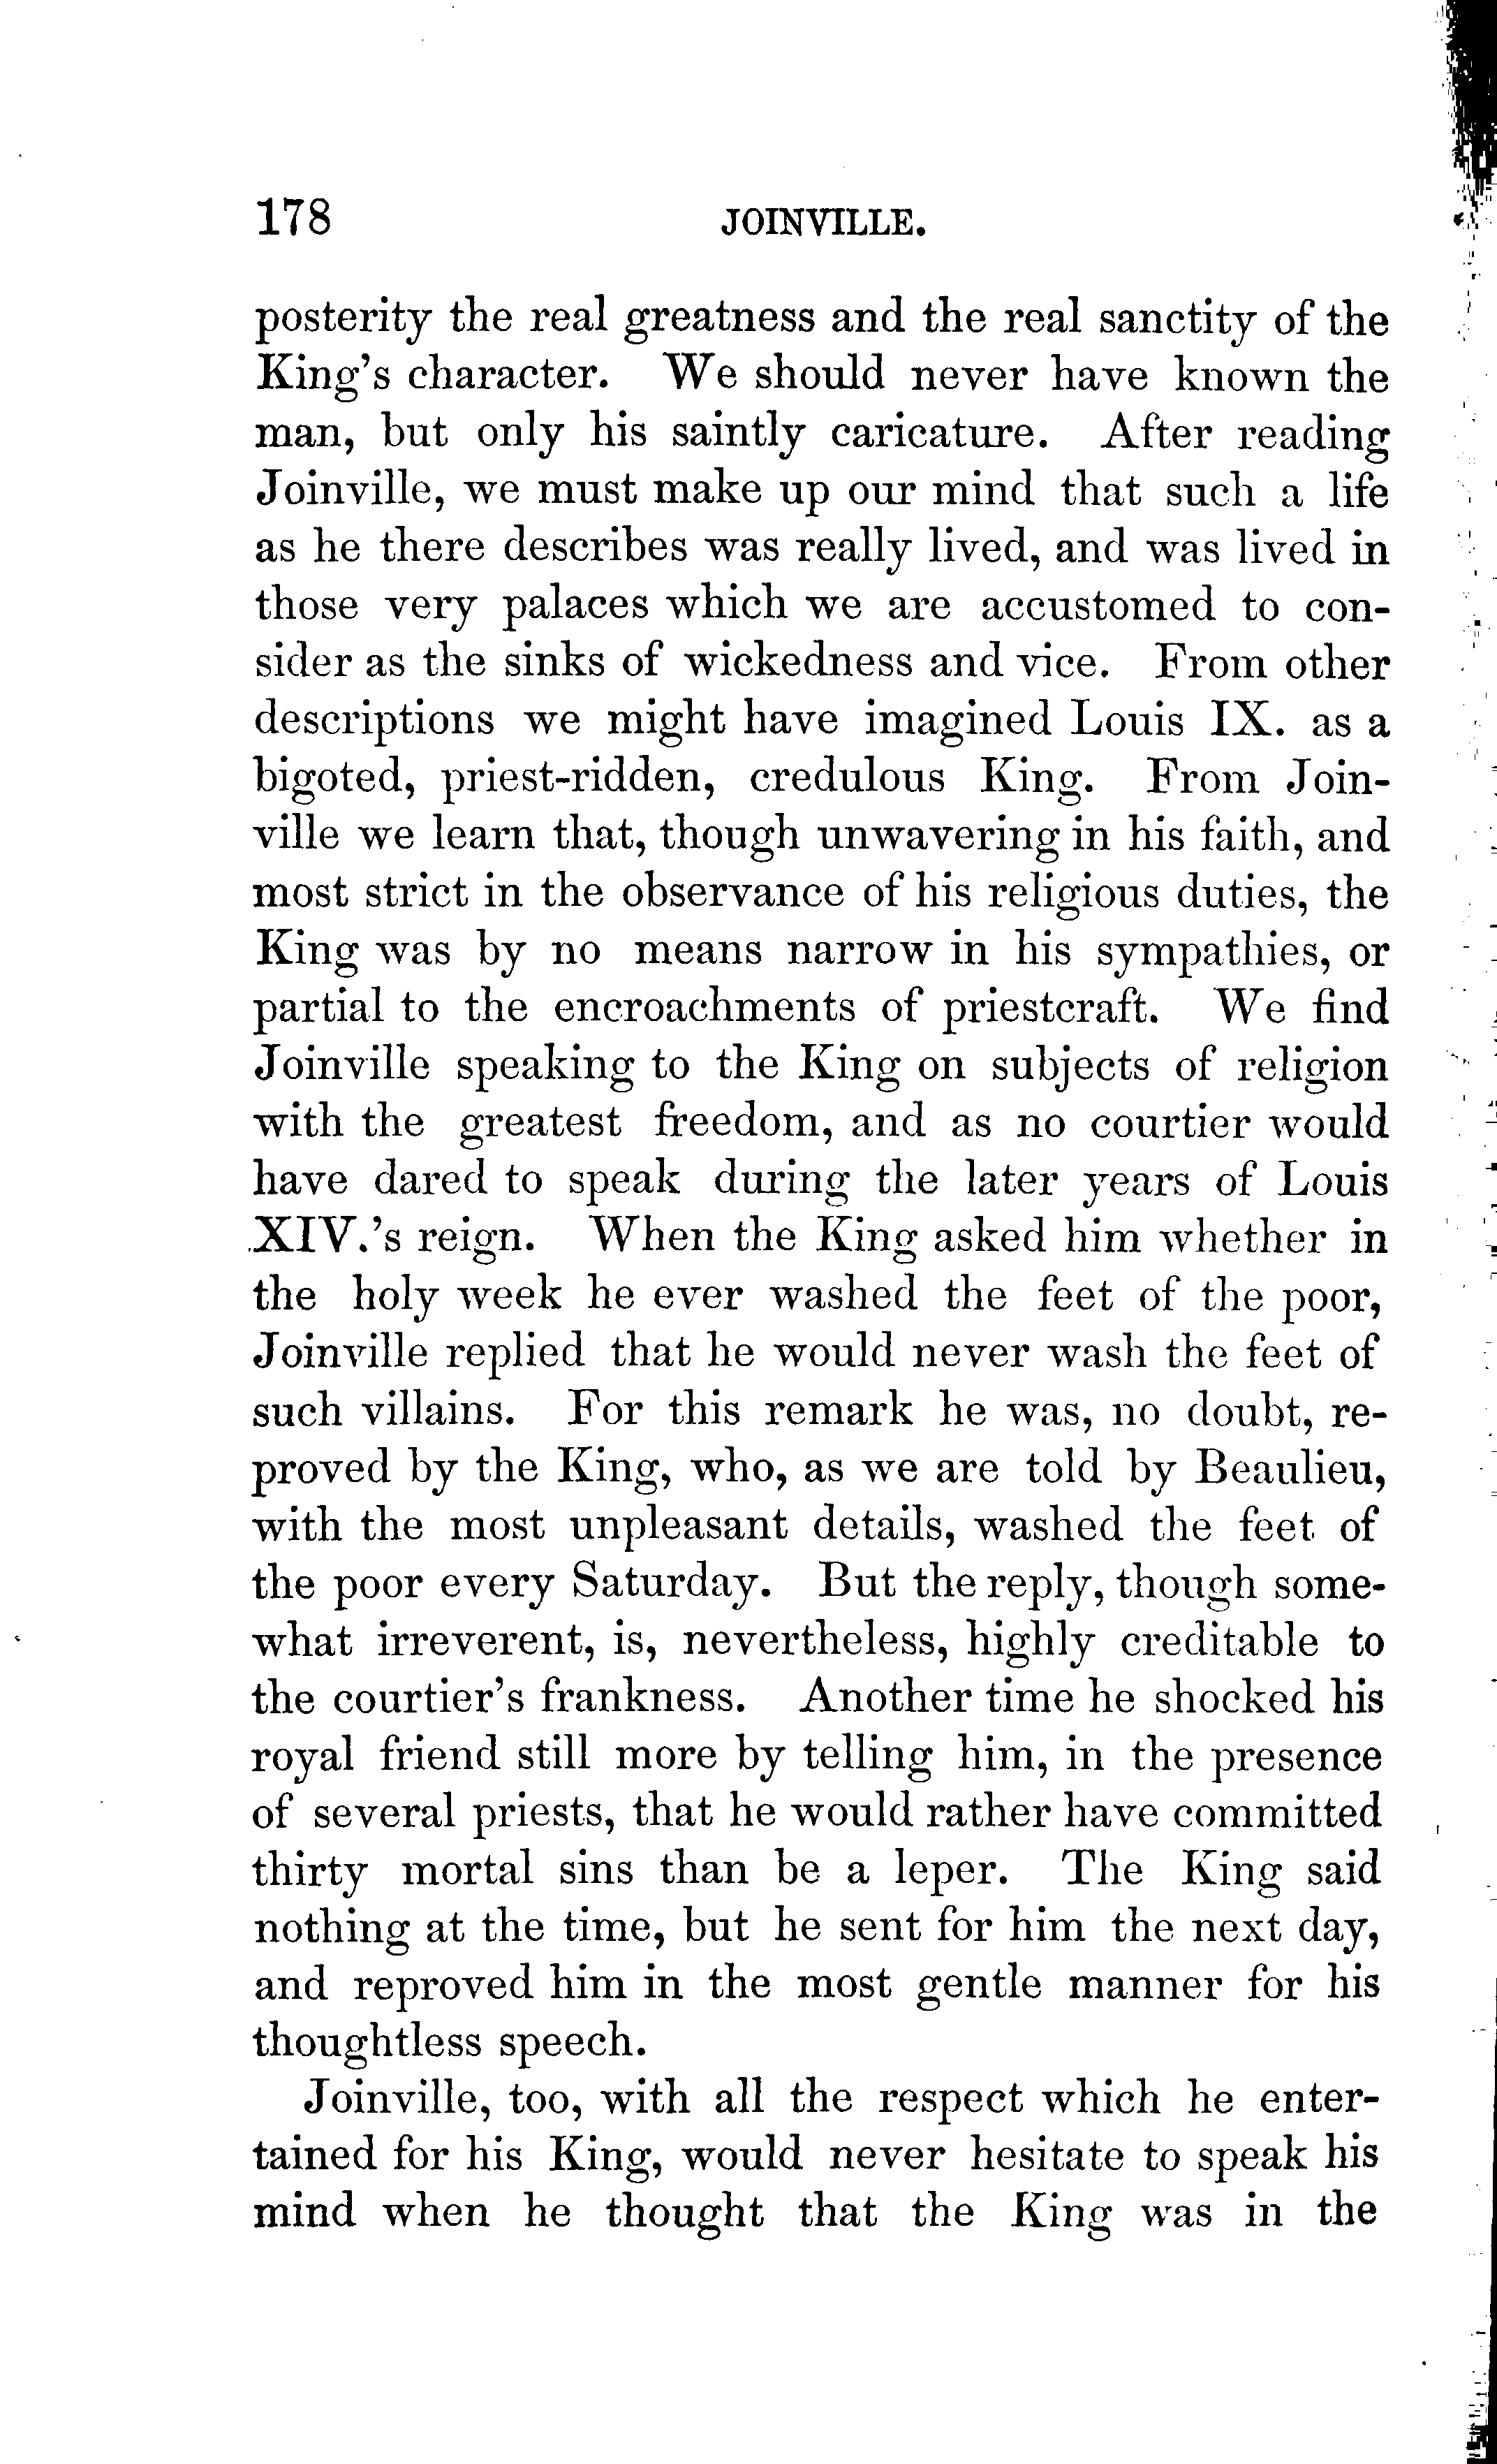 178 JOINVILLE.
posterity the real greatness and the real sanctity of the
King's character. We should never have known the
man, but only his saintly caricature. After reading
Joinville, we must make up our mind that such a life
as he there describes was really lived, and was lived in
those very palaces which we are accustomed to con-
sider as the sinks of wickedness and vice. From other
descriptions we might have imagined Louis IX. as a
bigoted, priest-ridden, credulous King. From Join-
ville we learn that, though unwavering in his faith, and
most strict in the observance of his religious duties, the
King was by no means narrow in his sympathies, or
partial to the encroachments of priestcraft. We find
Joinville speaking to the King on subjects of religion
with the greatest freedom, and as no courtier would
have dared to speak during the later years of Louis
XIV.'s reign. When the King asked him whether in
the holy week he ever washed the feet of the poor,
Joinville replied that he would never wash the feet of
such villains. For this remark he was, no doubt, re-
proved by the King, who, as we are told by Beaulieu,
with the most unpleasant details, washed the feet of
the poor every Saturday. But the reply, though some-
what irreverent, is, nevertheless, highly creditable to
the courtier's frankness. Another time he shocked his
royal friend still more by telling him, in the presence
of several priests, that he would rather have committed
thirty mortal sins than be a leper. The King said
nothing at the time, but he sent for him the next day,
and reproved him in the most gentle manner for his
thoughtless speech.
Joinville, too, with all the respect which he enter-
tained for his King, would never hesitate to speak his
mind when he thought that the King was in the